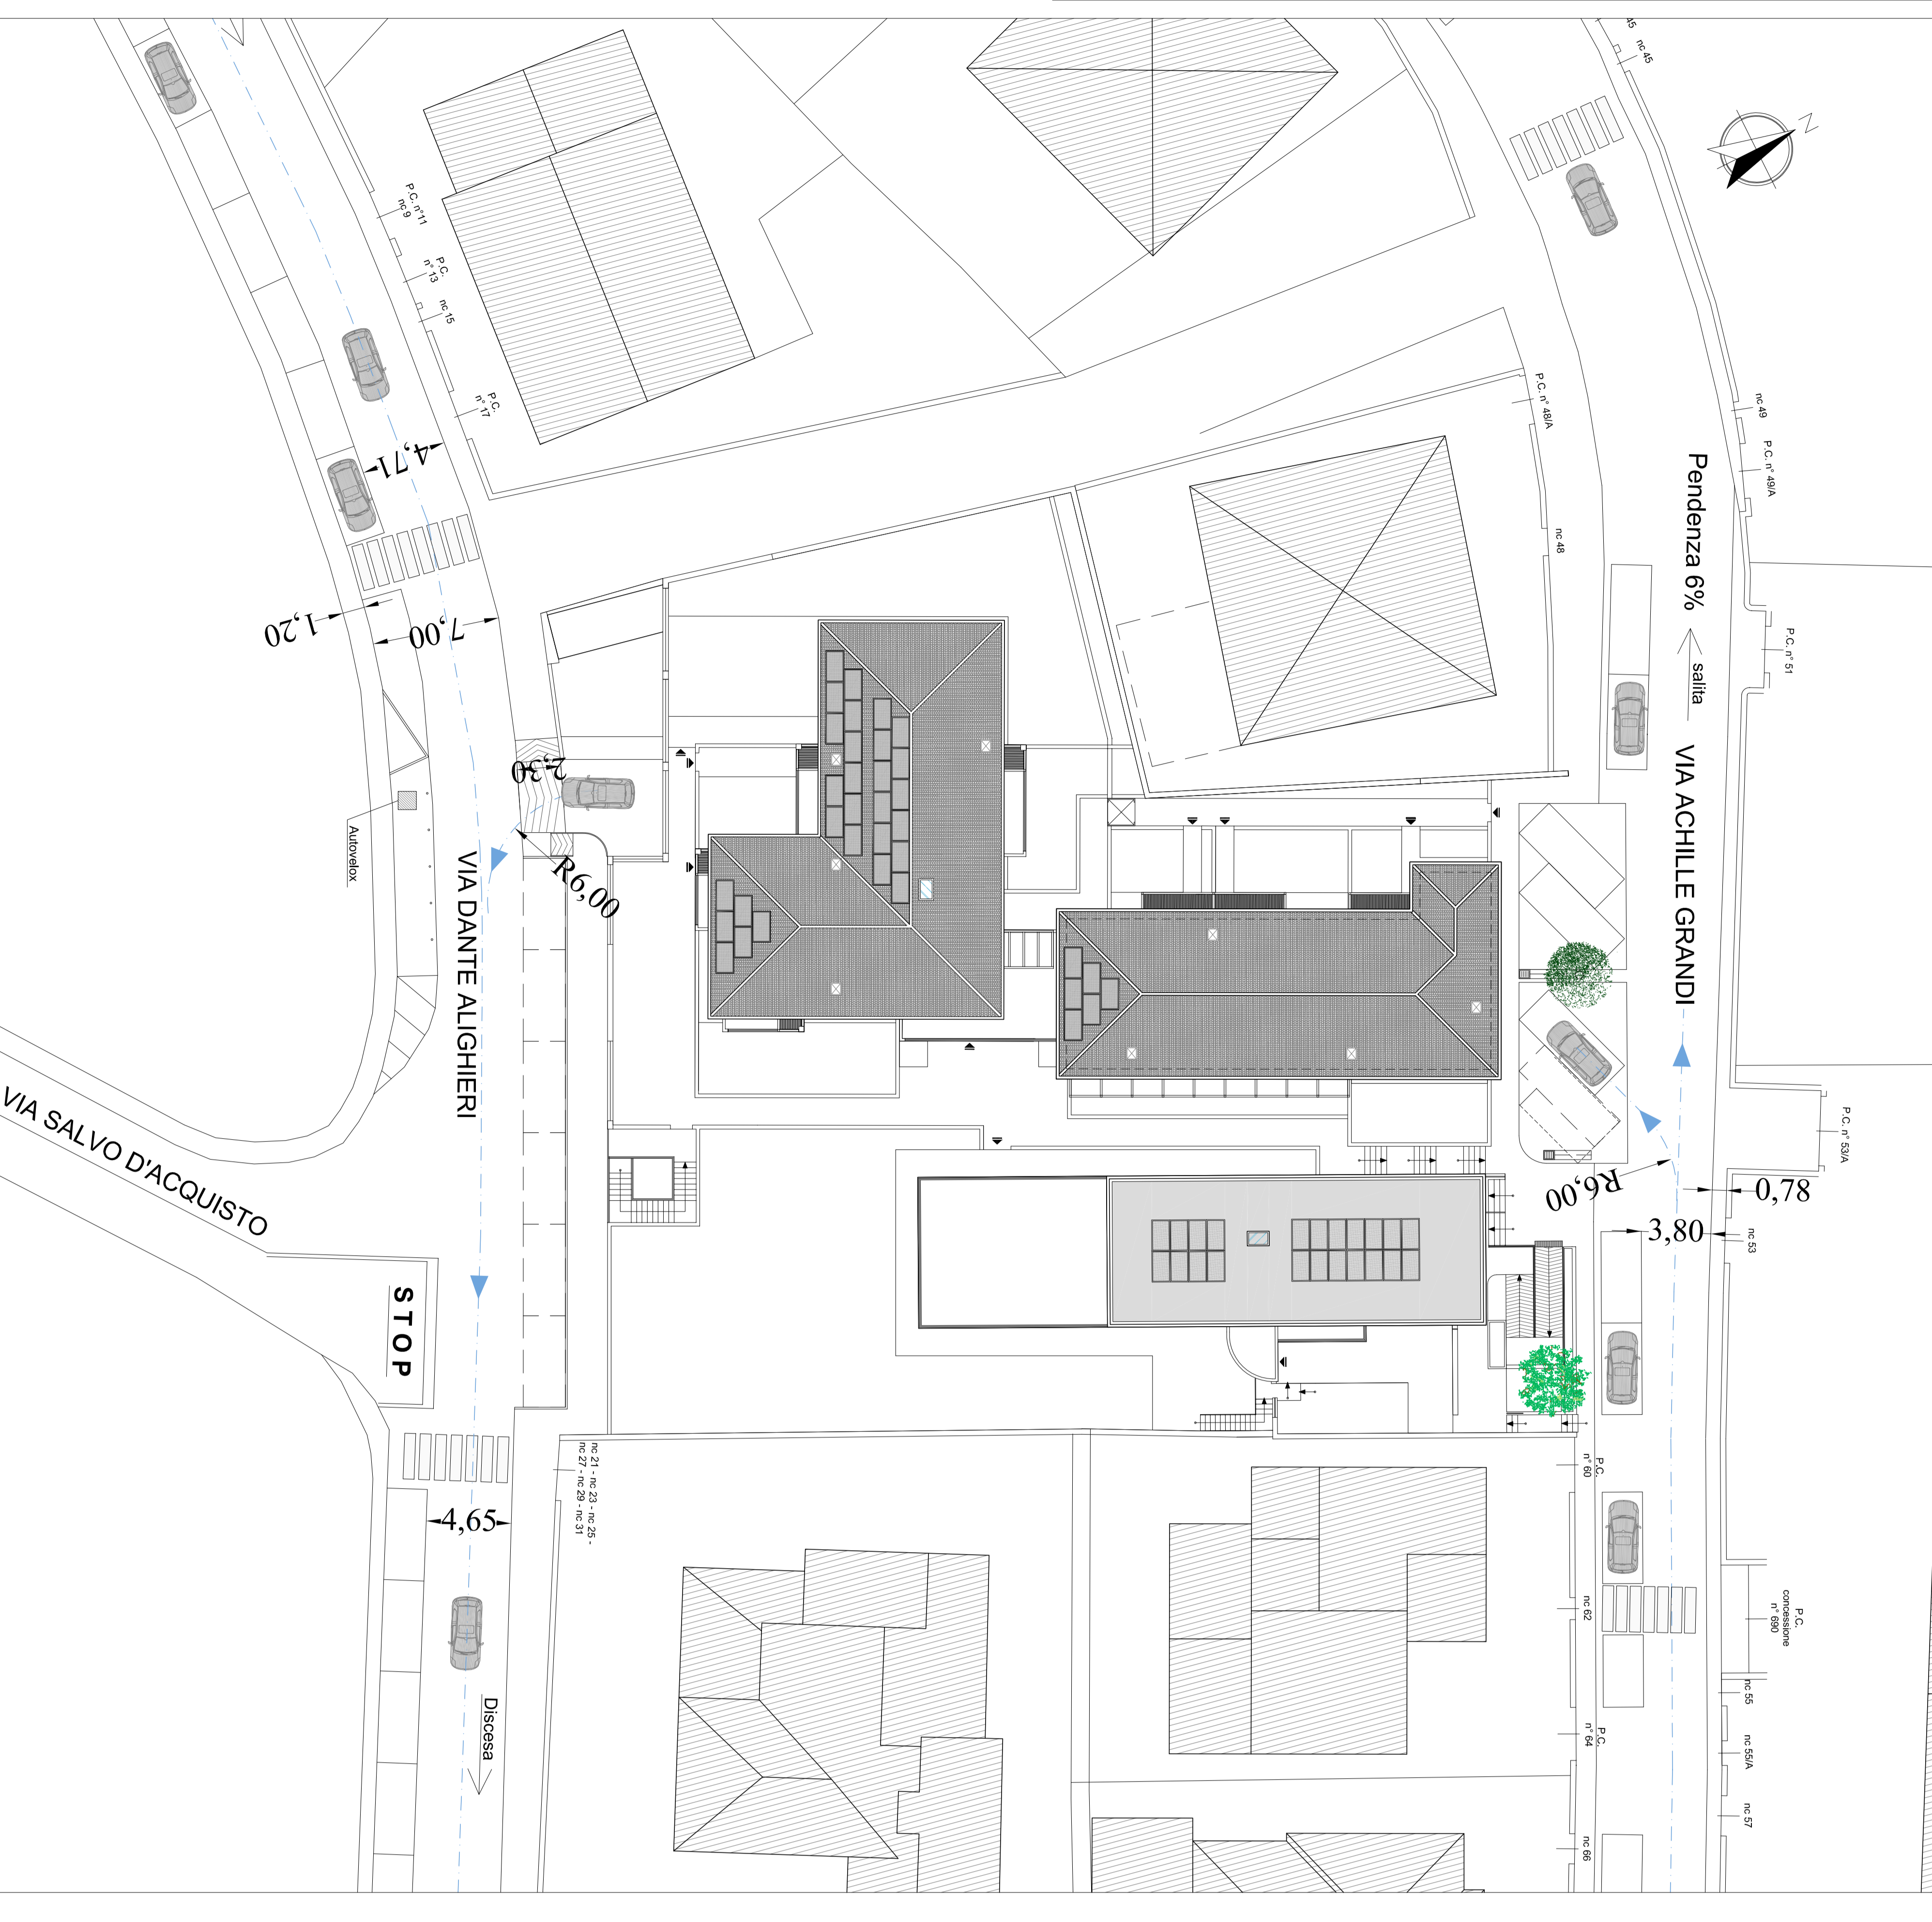 45
nc 45
N
P.C. n°11
nc 9
P.C.
n° 13
nc 15
P.C.
n° 17
4,71
1,20
7,00
2,30
R6,00
Autovelox
VIA DANTE ALIGHIERI
VIA SALVO D'ACQUISTO
STOP
4,65
Discesa
nc 21 - nc 23 - nc 25 -
nc 27 - nc 29 - nc 31
P.C. n° 48/A
nc 48
nc 49
P.C. n° 49/A
Pendenza 6%
salita
P.C. n° 51
VIA ACHILLE GRANDI
P.C. n° 53/A
R6,00
0,78
3,80
nc 53
P.C.
n° 60
nc 62
P.C.
concessione
n° 690
nc 55
P.C.
n° 64
nc 55/A
nc 57
nc 66